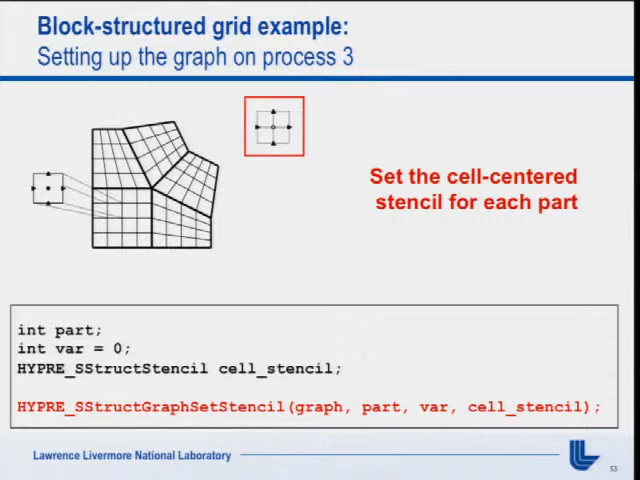 Block-structured grid example:
Setting up the graph on process 3
Set the cell-centered
stencil for each part
int part;
int var = 0;
HYPRE_SStructStencil cell_stencil;
HYPRE_SStructGraphSetStencil(graph, part, var, cell_stencil);
Lawrence Livermore National Laboratory
53